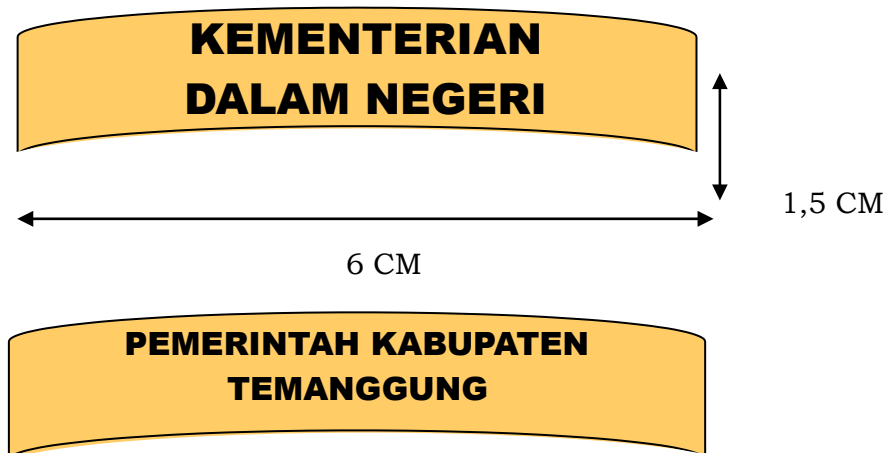 KEMENTERIAN
DALAM NEGERI
1,5 CM
6 CM
PEMERINTAH KABUPATEN
TEMANGGUNG